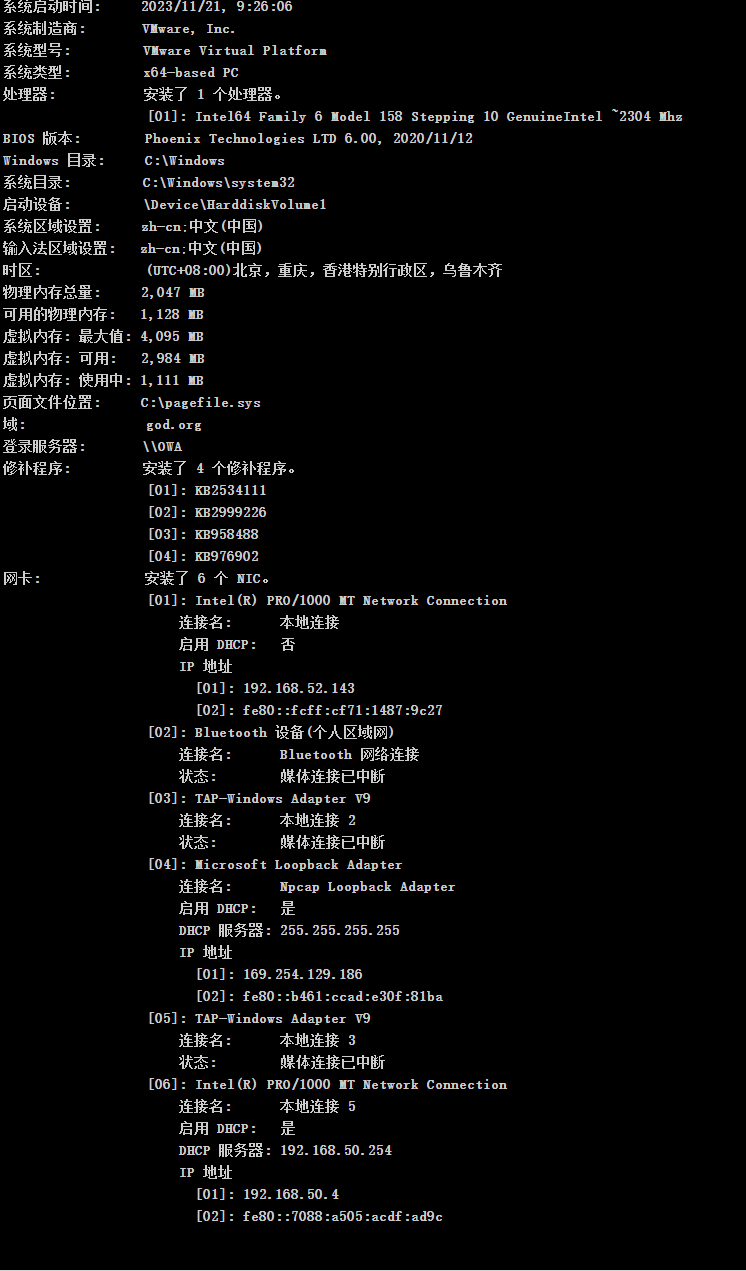 系统启动时间:     2023/11/21, 9:26:06
系统制造商:       VMware, Inc.
系统型号:         VMware Virtual Platform
系统类型:         x64-based PC
处理器:           安装了 1 个处理器。
[01]: Intel64 Family 6 Model 158 Stepping 10 GenuineIntel ~2304 Mhz
BIOS 版本:        Phoenix Technologies LTD 6.00, 2020/11/12
Windows 目录:     C:\Windows
系统目录:         C:\Windows\system32
启动设备:         \Device\HarddiskVolume1
系统区域设置:     zh-cn;中文(中国)
输入法区域设置:   zh-cn;中文(中国)
时区:             (UTC+08:00)北京，重庆，香港特别行政区，乌鲁木齐
物理内存总量:     2,047 MB
可用的物理内存:   1,128 MB
虚拟内存: 最大值: 4,095 MB
虚拟内存: 可用:   2,984 MB
虚拟内存: 使用中: 1,111 MB
页面文件位置:     C:\pagefile.sys
域:               god.org
登录服务器:       \\OWA
修补程序:         安装了 4 个修补程序。
[01]: KB2534111
[02]: KB2999226
[03]: KB958488
[04]: KB976902
网卡:             安装了 6 个 NIC。
[01]: Intel(R) PRO/1000 MT Network Connection
连接名:      本地连接
启用 DHCP:   否
IP 地址
[01]: 192.168.52.143
[02]: fe80::fcff:cf71:1487:9c27
[02]: Bluetooth 设备(个人区域网)
连接名:      Bluetooth 网络连接
状态:        媒体连接已中断
[03]: TAP-Windows Adapter V9
连接名:      本地连接 2
状态:        媒体连接已中断
[04]: Microsoft Loopback Adapter
连接名:      Npcap Loopback Adapter
启用 DHCP:   是
DHCP 服务器: 255.255.255.255
IP 地址
[01]: 169.254.129.186
[02]: fe80::b461:ccad:e30f:81ba
[05]: TAP-Windows Adapter V9
连接名:      本地连接 3
状态:        媒体连接已中断
[06]: Intel(R) PRO/1000 MT Network Connection
连接名:      本地连接 5
启用 DHCP:   是
DHCP 服务器: 192.168.50.254
IP 地址
[01]: 192.168.50.4
[02]: fe80::7088:a505:acdf:ad9c